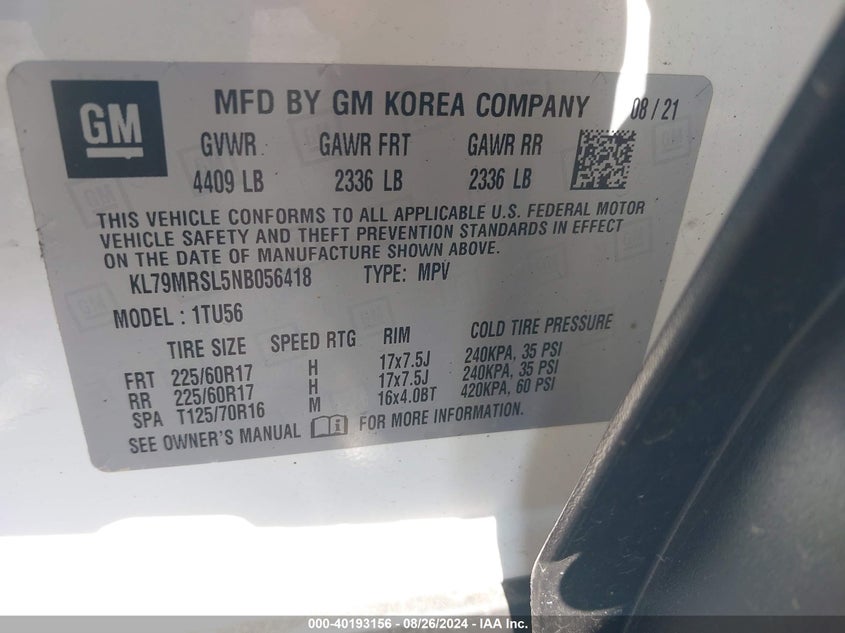 GM
MFD BY GM KOREA COMPANY 08/21
GVWR GAWR FRT GAWR RR
4409 LB 2336 LB 2336 LB
THIS VEHICLE CONFORMS TO ALL APPLICABLE U.S. FEDERAL MOTOR
VEHICLE SAFETY AND THEFT PREVENTION STANDARDS IN EFFECT
ON THE DATE OF MANUFACTURE SHOWN ABOVE.
KL79MRSL5NB056418 TYPE: MPV
MODEL : 1TU56
TIRE SIZE SPEED RTG RIM COLD TIRE PRESSURE
FRT 225/60R17 H 17x7.5J 240KPA, 35 PSI
RR 225/60R17 H 17x7.5J 240KPA, 35 PSI
SPA T125/70R16 M 16x4.0BT 420KPA, 60 PSI
SEE OWNER'S MANUAL i FOR MORE INFORMATION.
000-40193156 - 08/26/2024 - IAA Inc.